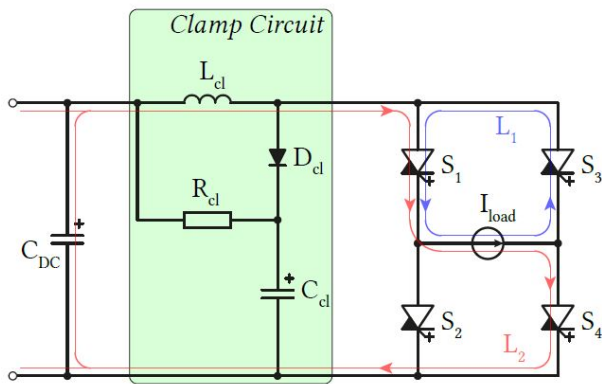 Clamp Circuit
L_cl
D_cl
R_cl
C_cl
C_DC
L_1
L_2
S_1
S_3
I_load
S_2
S_4